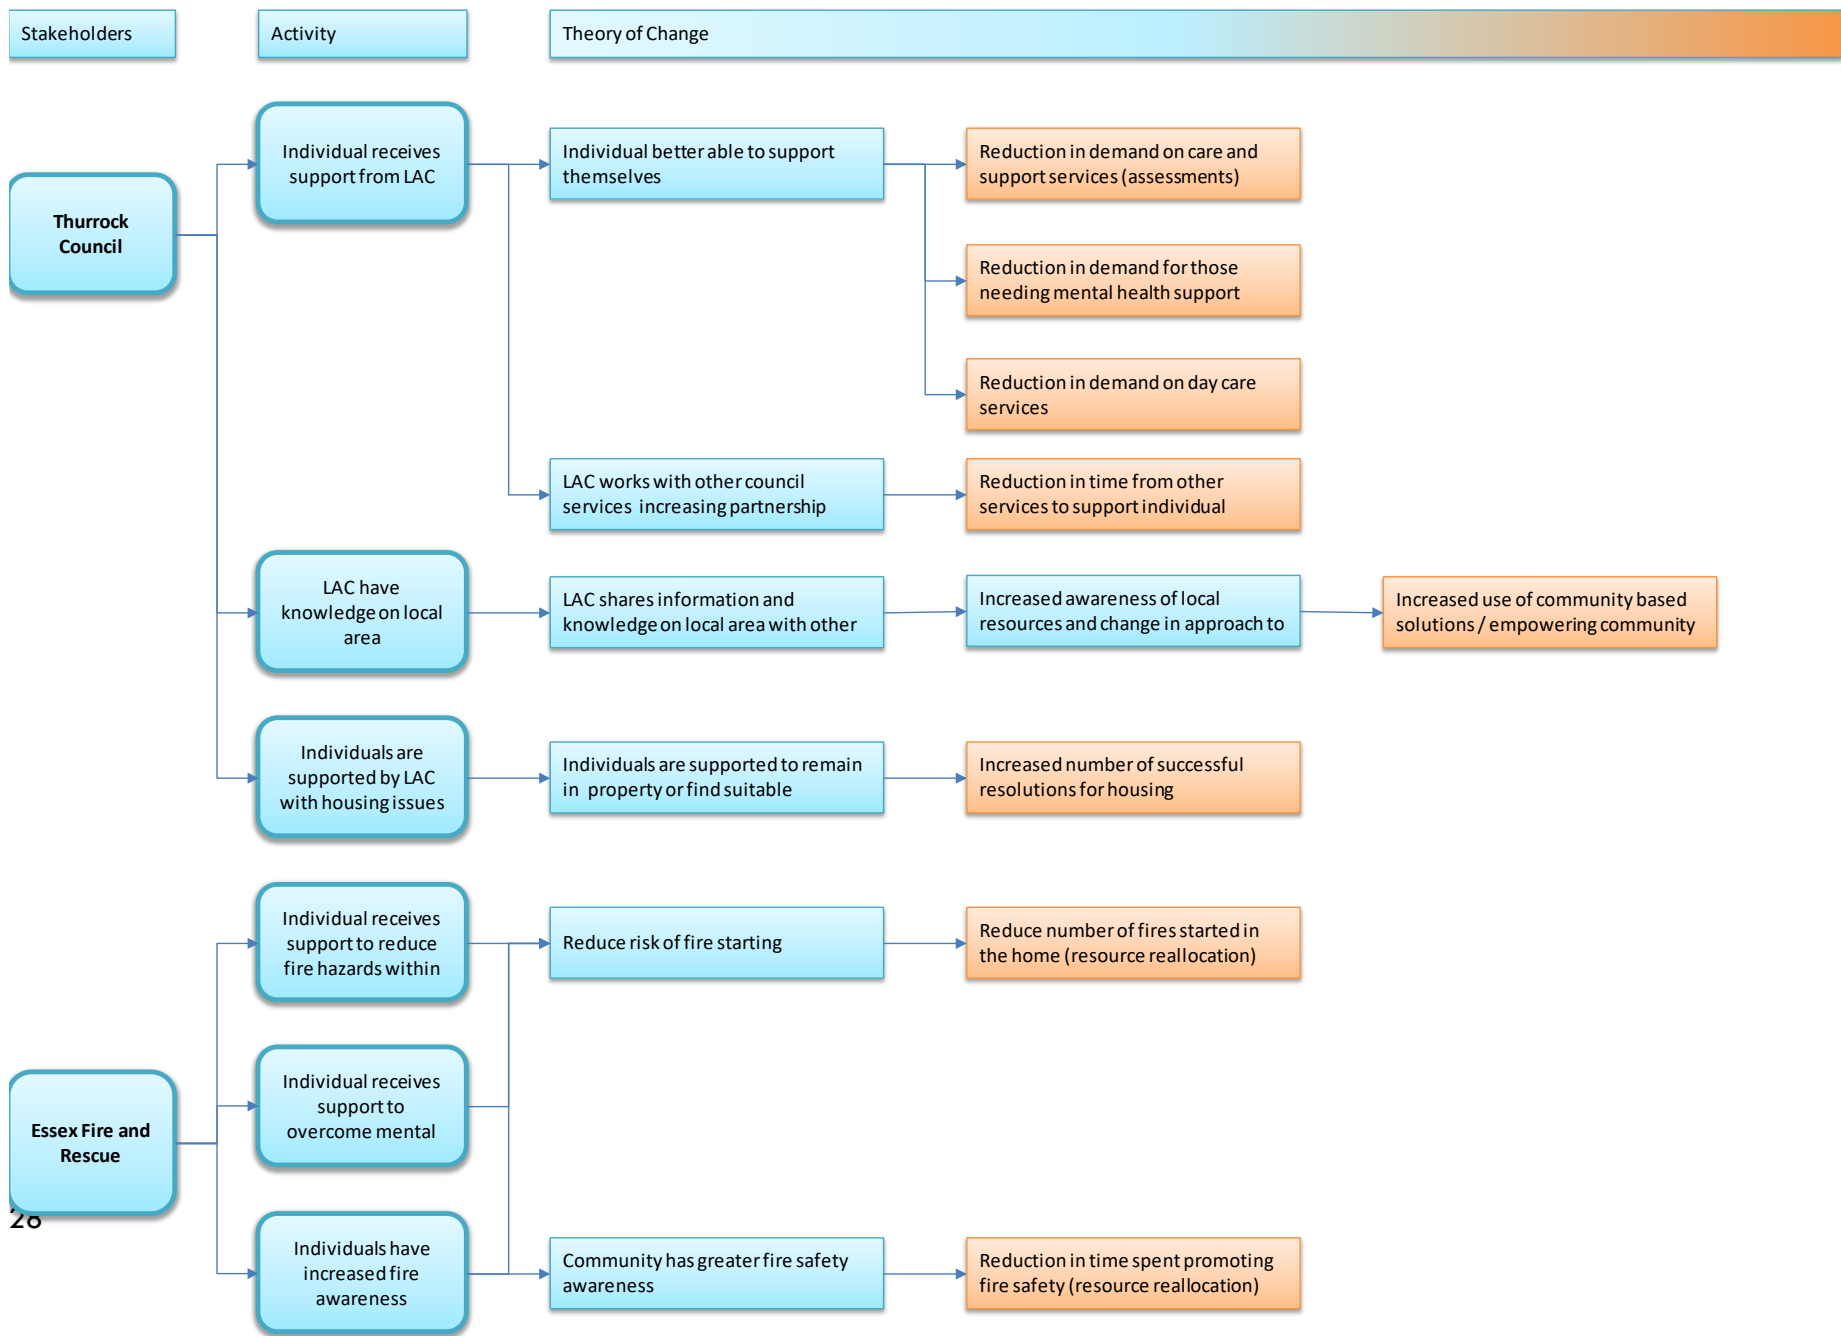 Stakeholders
Activity
Theory of Change
Thurrock
Council
Individual receives
support from LAC
Individual better able to support
themselves
Reduction in demand on care and
support services (assessments)
Reduction in demand for those
needing mental health support
Reduction in demand on day care
services
LAC works with other council
services increasing partnership
Reduction in time from other
services to support individual
LAC have
knowledge on local
area
LAC shares information and
knowledge on local area with other
Increased awareness of local
resources and change in approach to
Increased use of community based
solutions / empowering community
Individuals are
supported by LAC
with housing issues
Individuals are supported to remain
in property or find suitable
Increased number of successful
resolutions for housing
Essex Fire and
Rescue
Individual receives
support to reduce
fire hazards within
Reduce risk of fire starting
Reduce number of fires started in
the home (resource reallocation)
Individual receives
support to
overcome mental
Individuals have
increased fire
awareness
Community has greater fire safety
awareness
Reduction in time spent promoting
fire safety (resource reallocation)
28